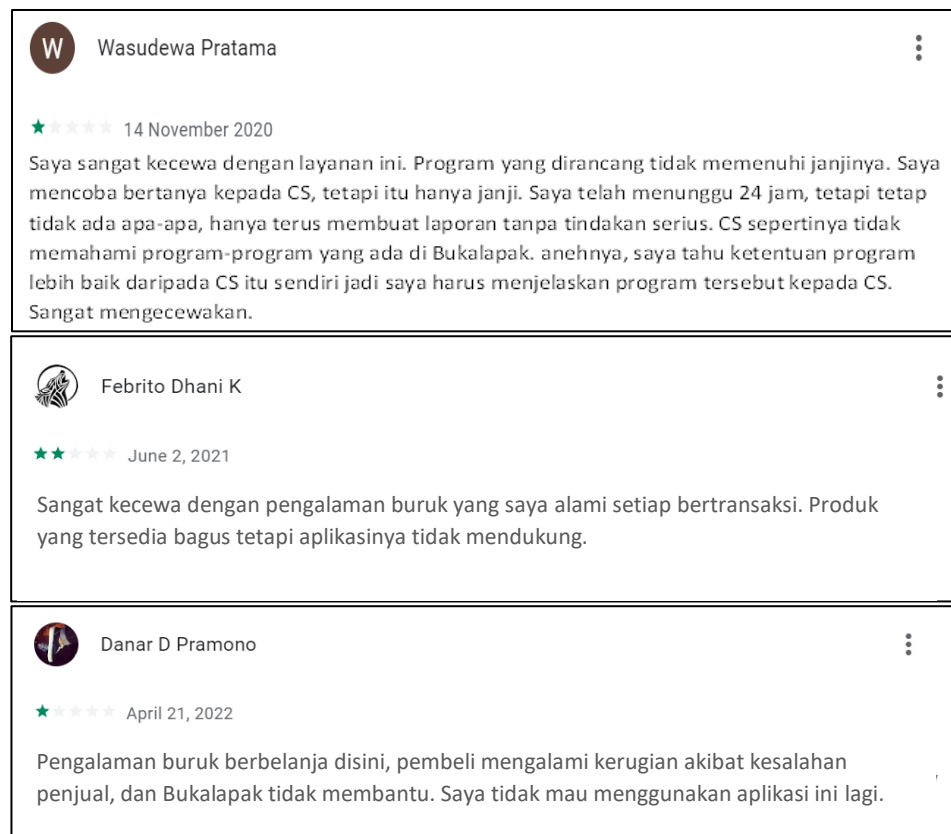 W
Wasudewa Pratama
14 November 2020
Saya sangat kecewa dengan layanan ini. Program yang dirancang tidak memenuhi janjinya. Saya
mencoba bertanya kepada CS, tetapi itu hanya janji. Saya telah menunggu 24 jam, tetapi tetap
tidak ada apa-apa, hanya terus membuat laporan tanpa tindakan serius. CS sepertinya tidak
memahami program-program yang ada di Bukalapak. anehnya, saya tahu ketentuan program
lebih baik daripada CS itu sendiri jadi saya harus menjelaskan program tersebut kepada CS.
Sangat mengecewakan.
Febrito Dhani K
June 2, 2021
Sangat kecewa dengan pengalaman buruk yang saya alami setiap bertransaksi. Produk
yang tersedia bagus tetapi aplikasinya tidak mendukung.
Danar D Pramono
April 21, 2022
Pengalaman buruk berbelanja disini, pembeli mengalami kerugian akibat kesalahan
penjual, dan Bukalapak tidak membantu. Saya tidak mau menggunakan aplikasi ini lagi.